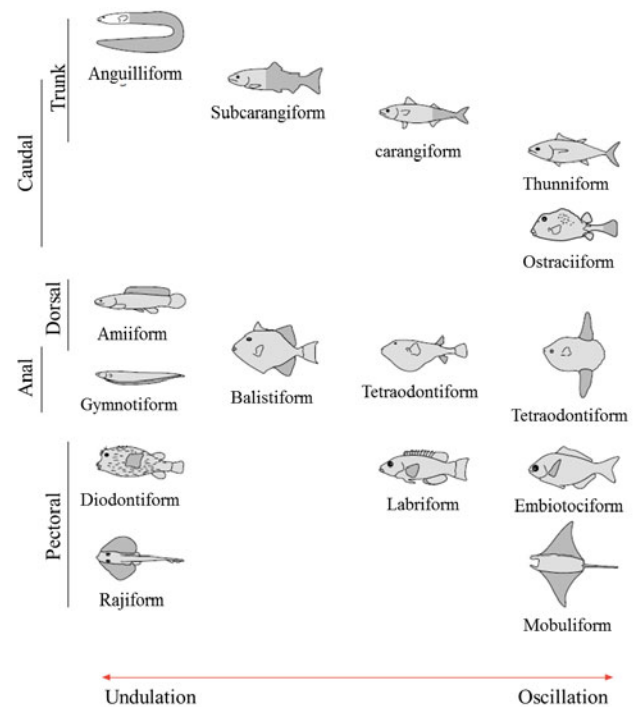 Trunk
Anguilliform
Subcarangiform
carangiform
Caudal
Thunniform
Ostraciiform
Dorsal
Amiiform
Balistiform
Tetraodontiform
Anal
Gymnotiform
Tetraodontiform
Diodontiform
Labriform
Embiotociform
Pectoral
Rajiform
Mobuliform
Undulation
Oscillation